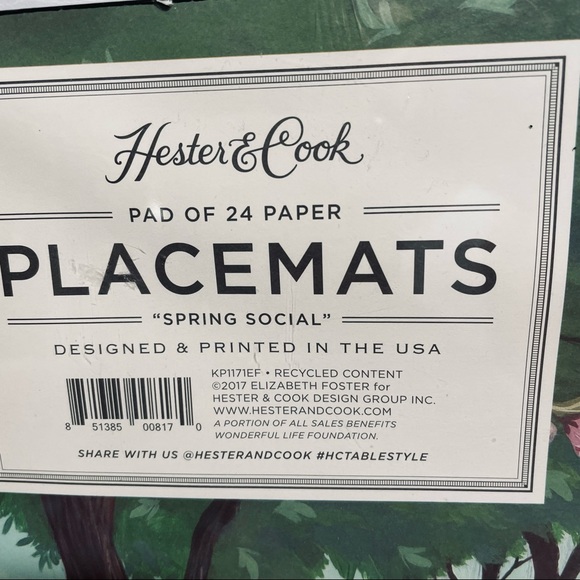 Hester & Cook
PAD OF 24 PAPER
PLACEMATS
"SPRING SOCIAL"
DESIGNED & PRINTED IN THE USA
KP1171EF • RECYCLED CONTENT
©2017 ELIZABETH FOSTER for
HESTER & COOK DESIGN GROUP INC.
WWW.HESTERANDCOOK.COM
A PORTION OF ALL SALES BENEFITS
WONDERFUL LIFE FOUNDATION.
8 51385 00817 0
SHARE WITH US @HESTERANDCOOK #HCTABLESTYLE